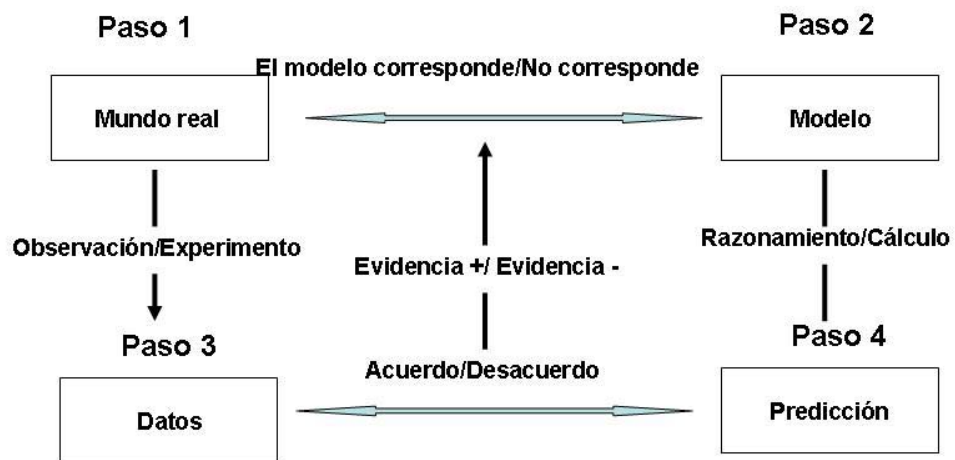 Paso 1
Paso 2
El modelo corresponde/No corresponde
Mundo real
Modelo
Observación/Experimento
Razonamiento/Cálculo
Evidencia +/ Evidencia -
Paso 3
Paso 4
Acuerdo/Desacuerdo
Datos
Predicción